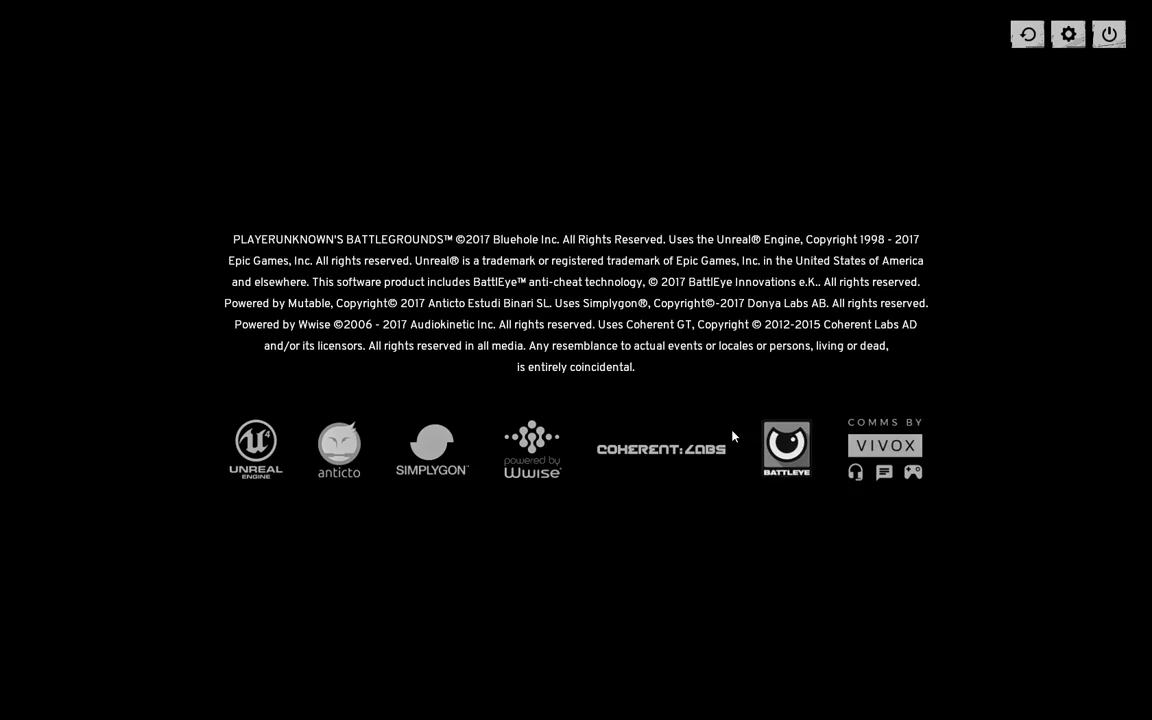 PLAYERUNKNOWN'S BATTLEGROUNDS™ ©2017 Bluehole Inc. All Rights Reserved. Uses the Unreal® Engine, Copyright 1998 - 2017
Epic Games, Inc. All rights reserved. Unreal® is a trademark or registered trademark of Epic Games, Inc. in the United States of America
and elsewhere. This software product includes BattlEye™ anti-cheat technology, © 2017 BattlEye Innovations e.K.. All rights reserved.
Powered by Mutable, Copyright© 2017 Anticto Estudi Binari SL. Uses Simplygon®, Copyright©-2017 Donya Labs AB. All rights reserved.
Powered by Wwise ©2006 - 2017 Audiokinetic Inc. All rights reserved. Uses Coherent GT, Copyright © 2012-2015 Coherent Labs AD
and/or its licensors. All rights reserved in all media. Any resemblance to actual events or locales or persons, living or dead,
is entirely coincidental.
U4
UNREAL
ENGINE
anticto
SIMPLYGON™
powered by
wwise®
COHERENT:LABS
BATTLEYE
COMMS BY
VIVOX